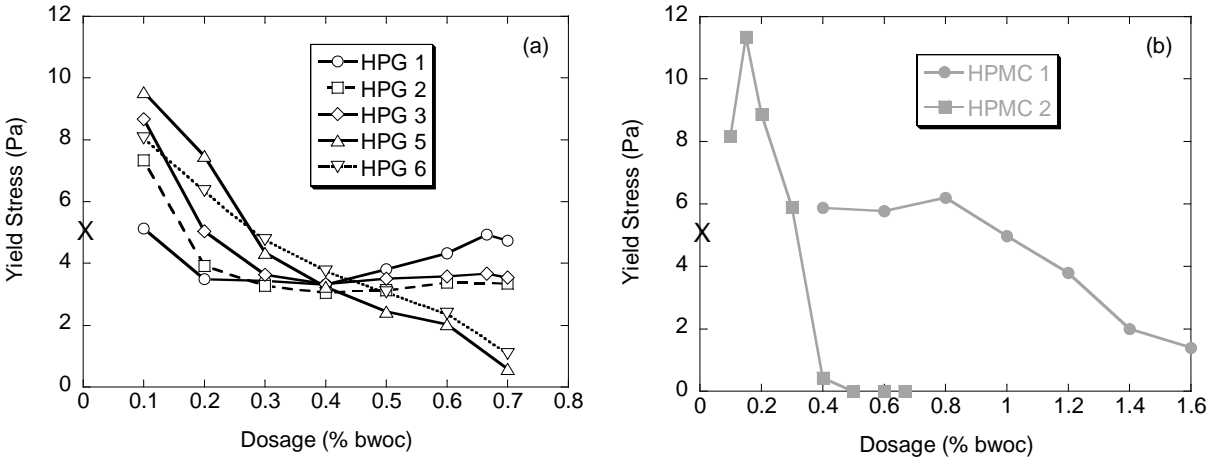 12
10
8
6
4
2
0
Yield Stress (Pa)
X
(a)
HPG 1
HPG 2
HPG 3
HPG 5
HPG 6
0 0.1 0.2 0.3 0.4 0.5 0.6 0.7 0.8
Dosage (% bwoc)
12
10
8
6
4
2
0
Yield Stress (Pa)
X
(b)
HPMC 1
HPMC 2
0 0.2 0.4 0.6 0.8 1 1.2 1.4 1.6
Dosage (% bwoc)